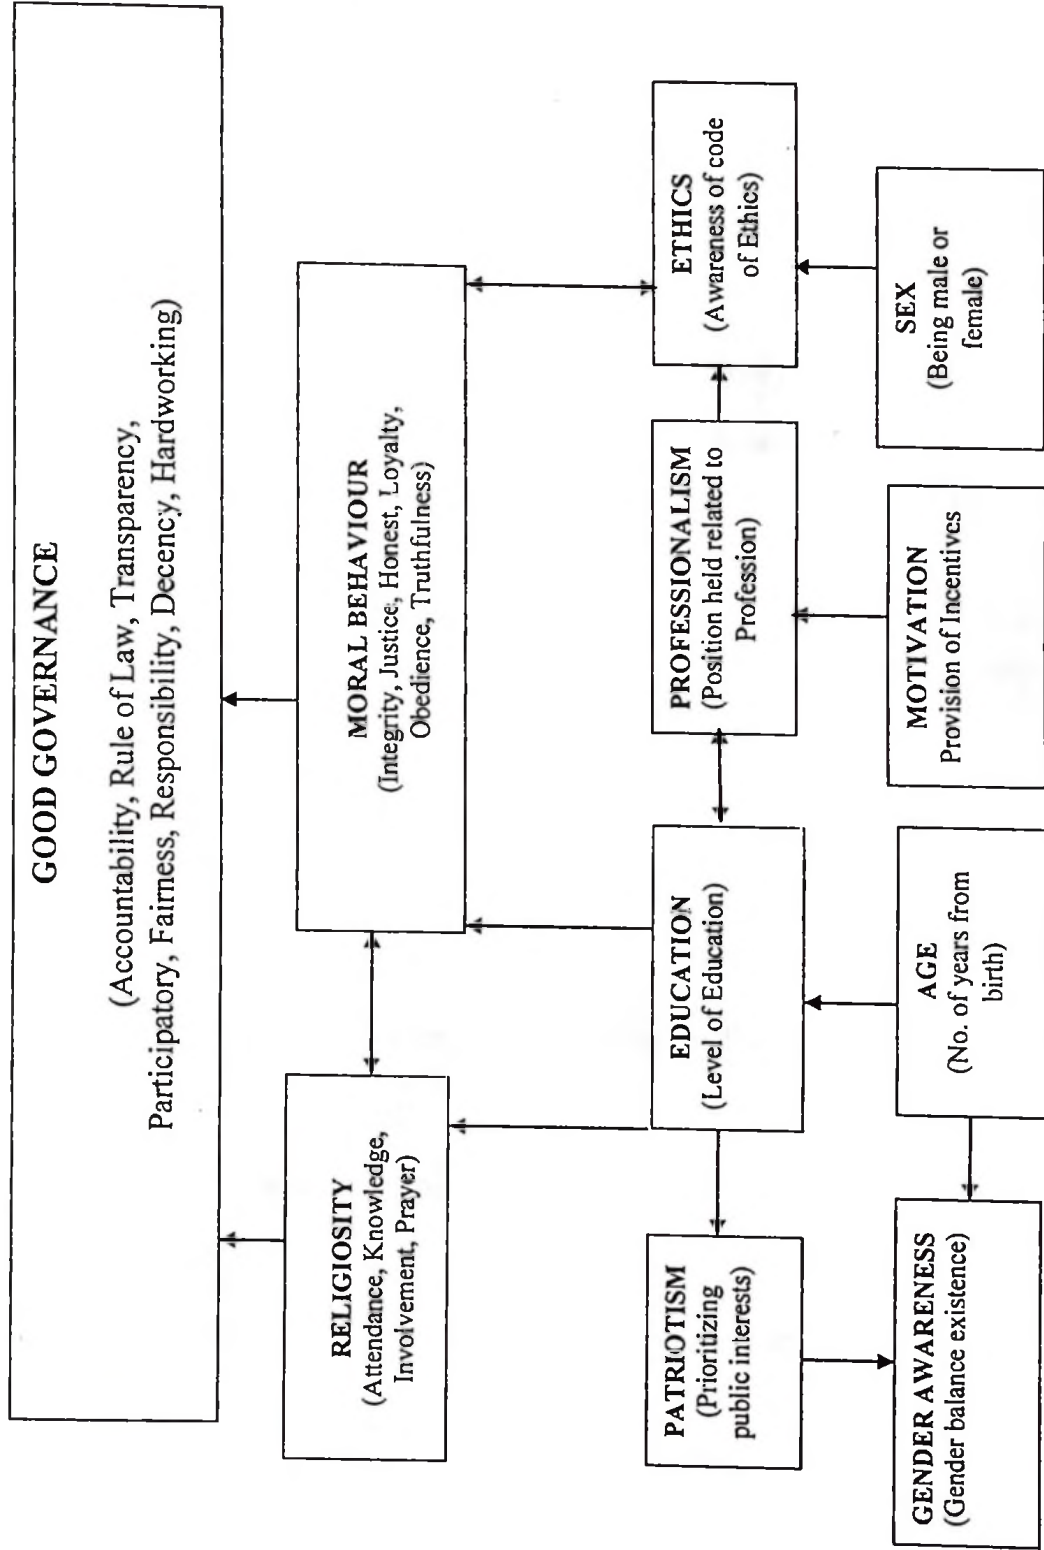 GOOD GOVERNANCE
(Accountability, Rule of Law, Transparency,
Participatory, Fairness, Responsibility, Decency, Hardworking)
RELIGIOSITY
(Attendance, Knowledge,
Involvement, Prayer)
MORAL BEHAVIOUR
(Integrity, Justice, Honest, Loyalty,
Obedience, Truthfulness)
PATRIOTISM
(Prioritizing
public interests)
EDUCATION
(Level of Education)
PROFESSIONALISM
(Position held related to
Profession)
ETHICS
(Awareness of code
of Ethics)
GENDER AWARENESS
(Gender balance existence)
AGE
(No. of years from
birth)
MOTIVATION
Provision of Incentives
SEX
(Being male or
female)